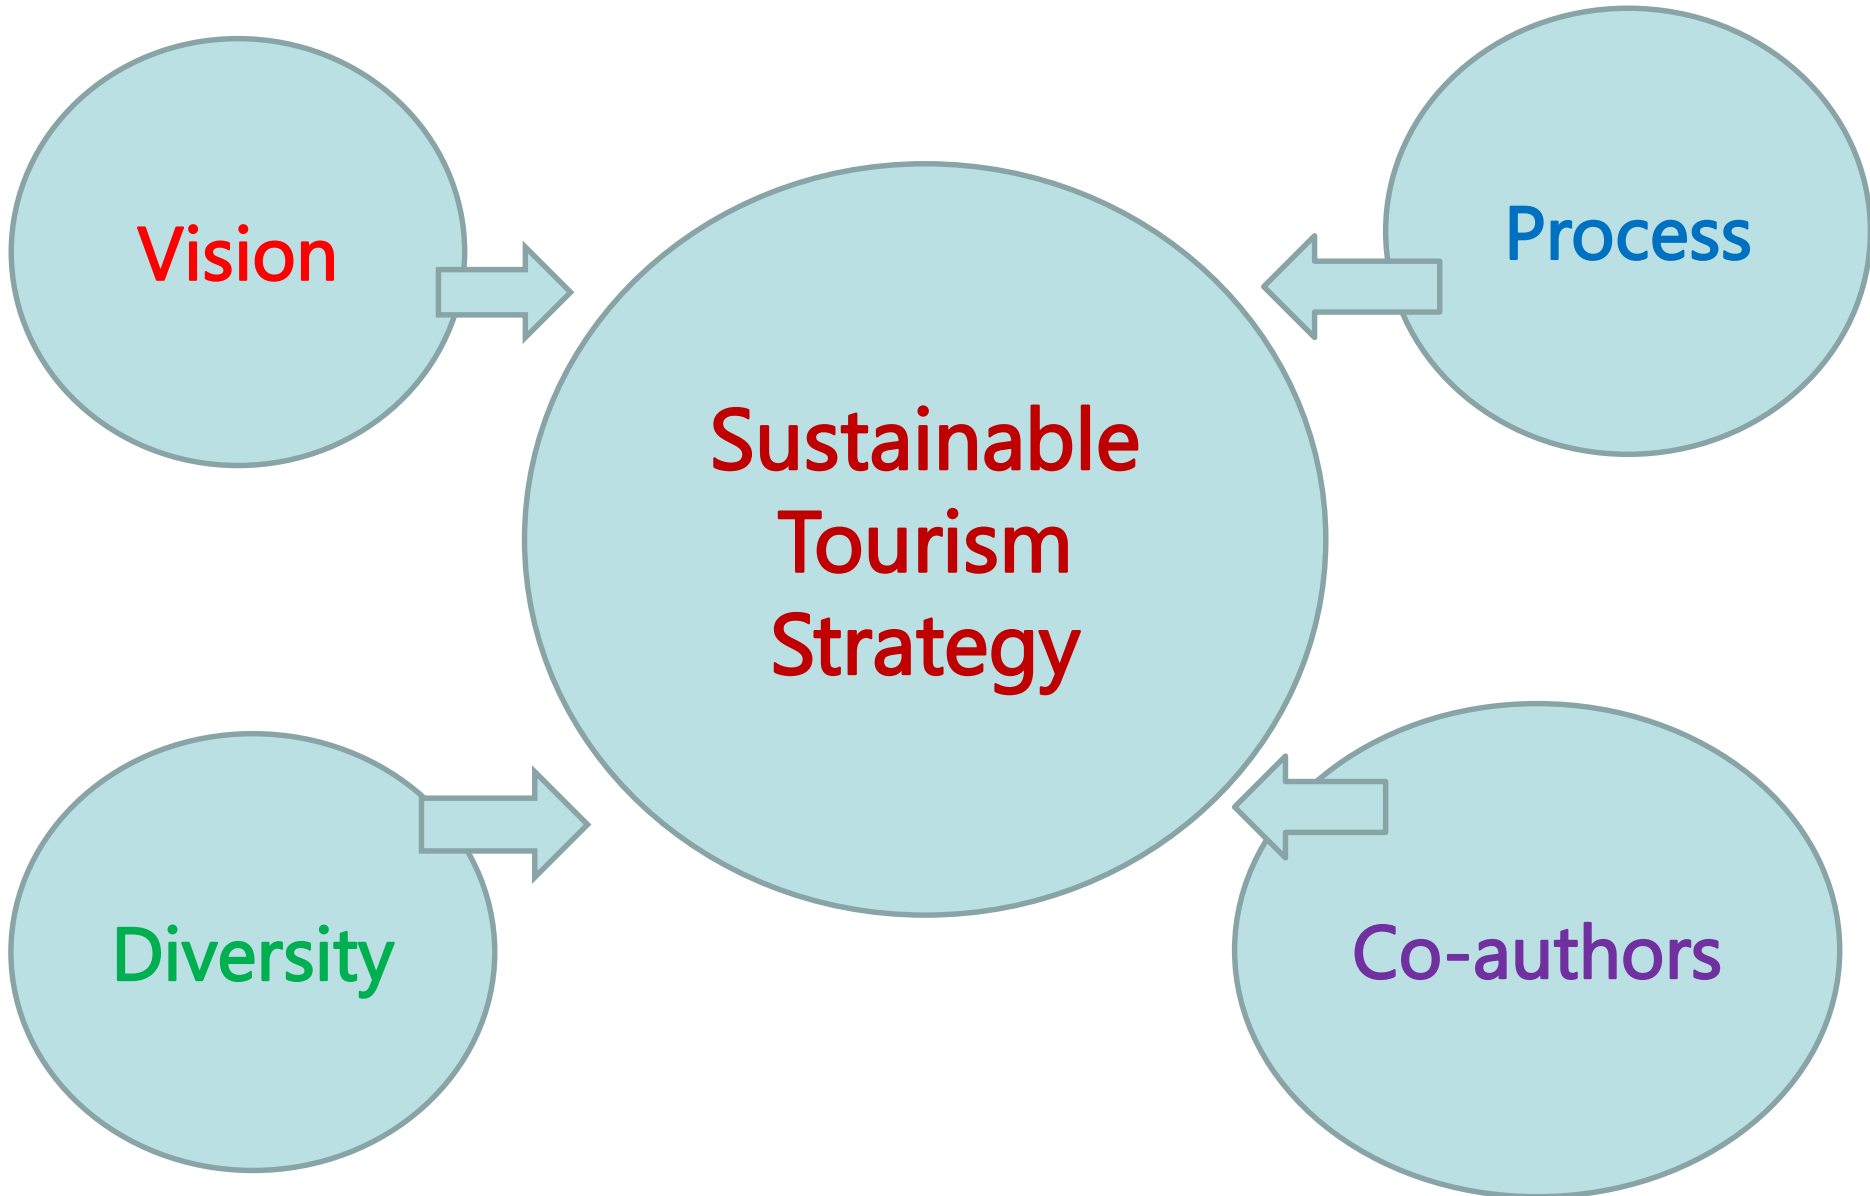 Vision
Process
Sustainable
Tourism
Strategy
Diversity
Co-authors